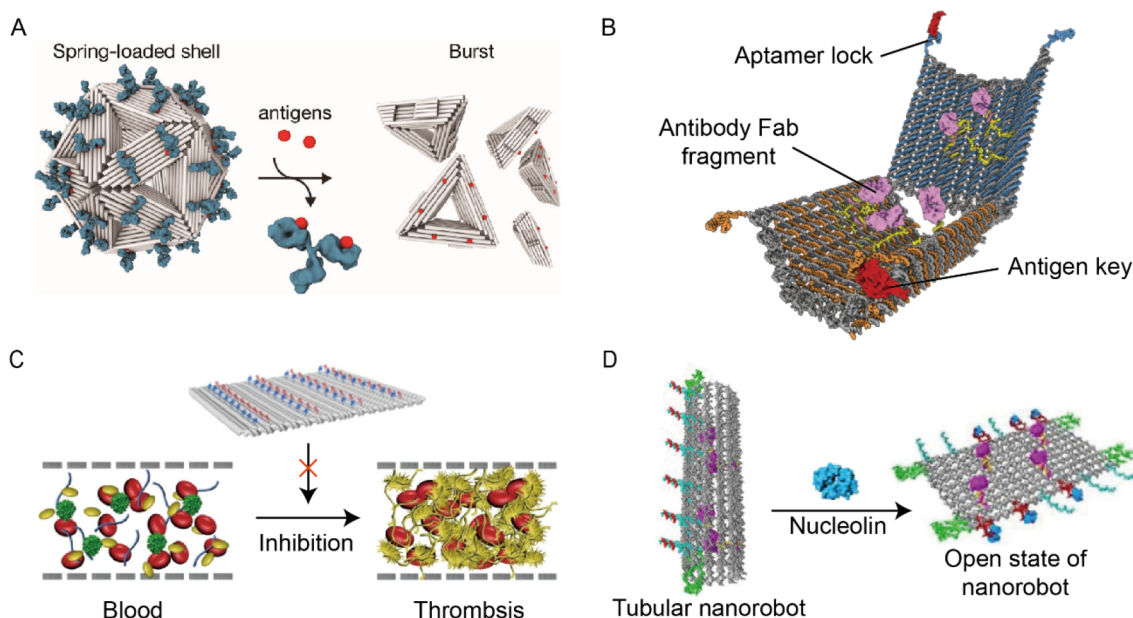 A
Spring-loaded shell
Burst
antigens
B
Aptamer lock
Antibody Fab
fragment
Antigen key
C
Inhibition
Blood
Thrombsis
D
Nucleolin
Tubular nanorobot
Open state of
nanorobot